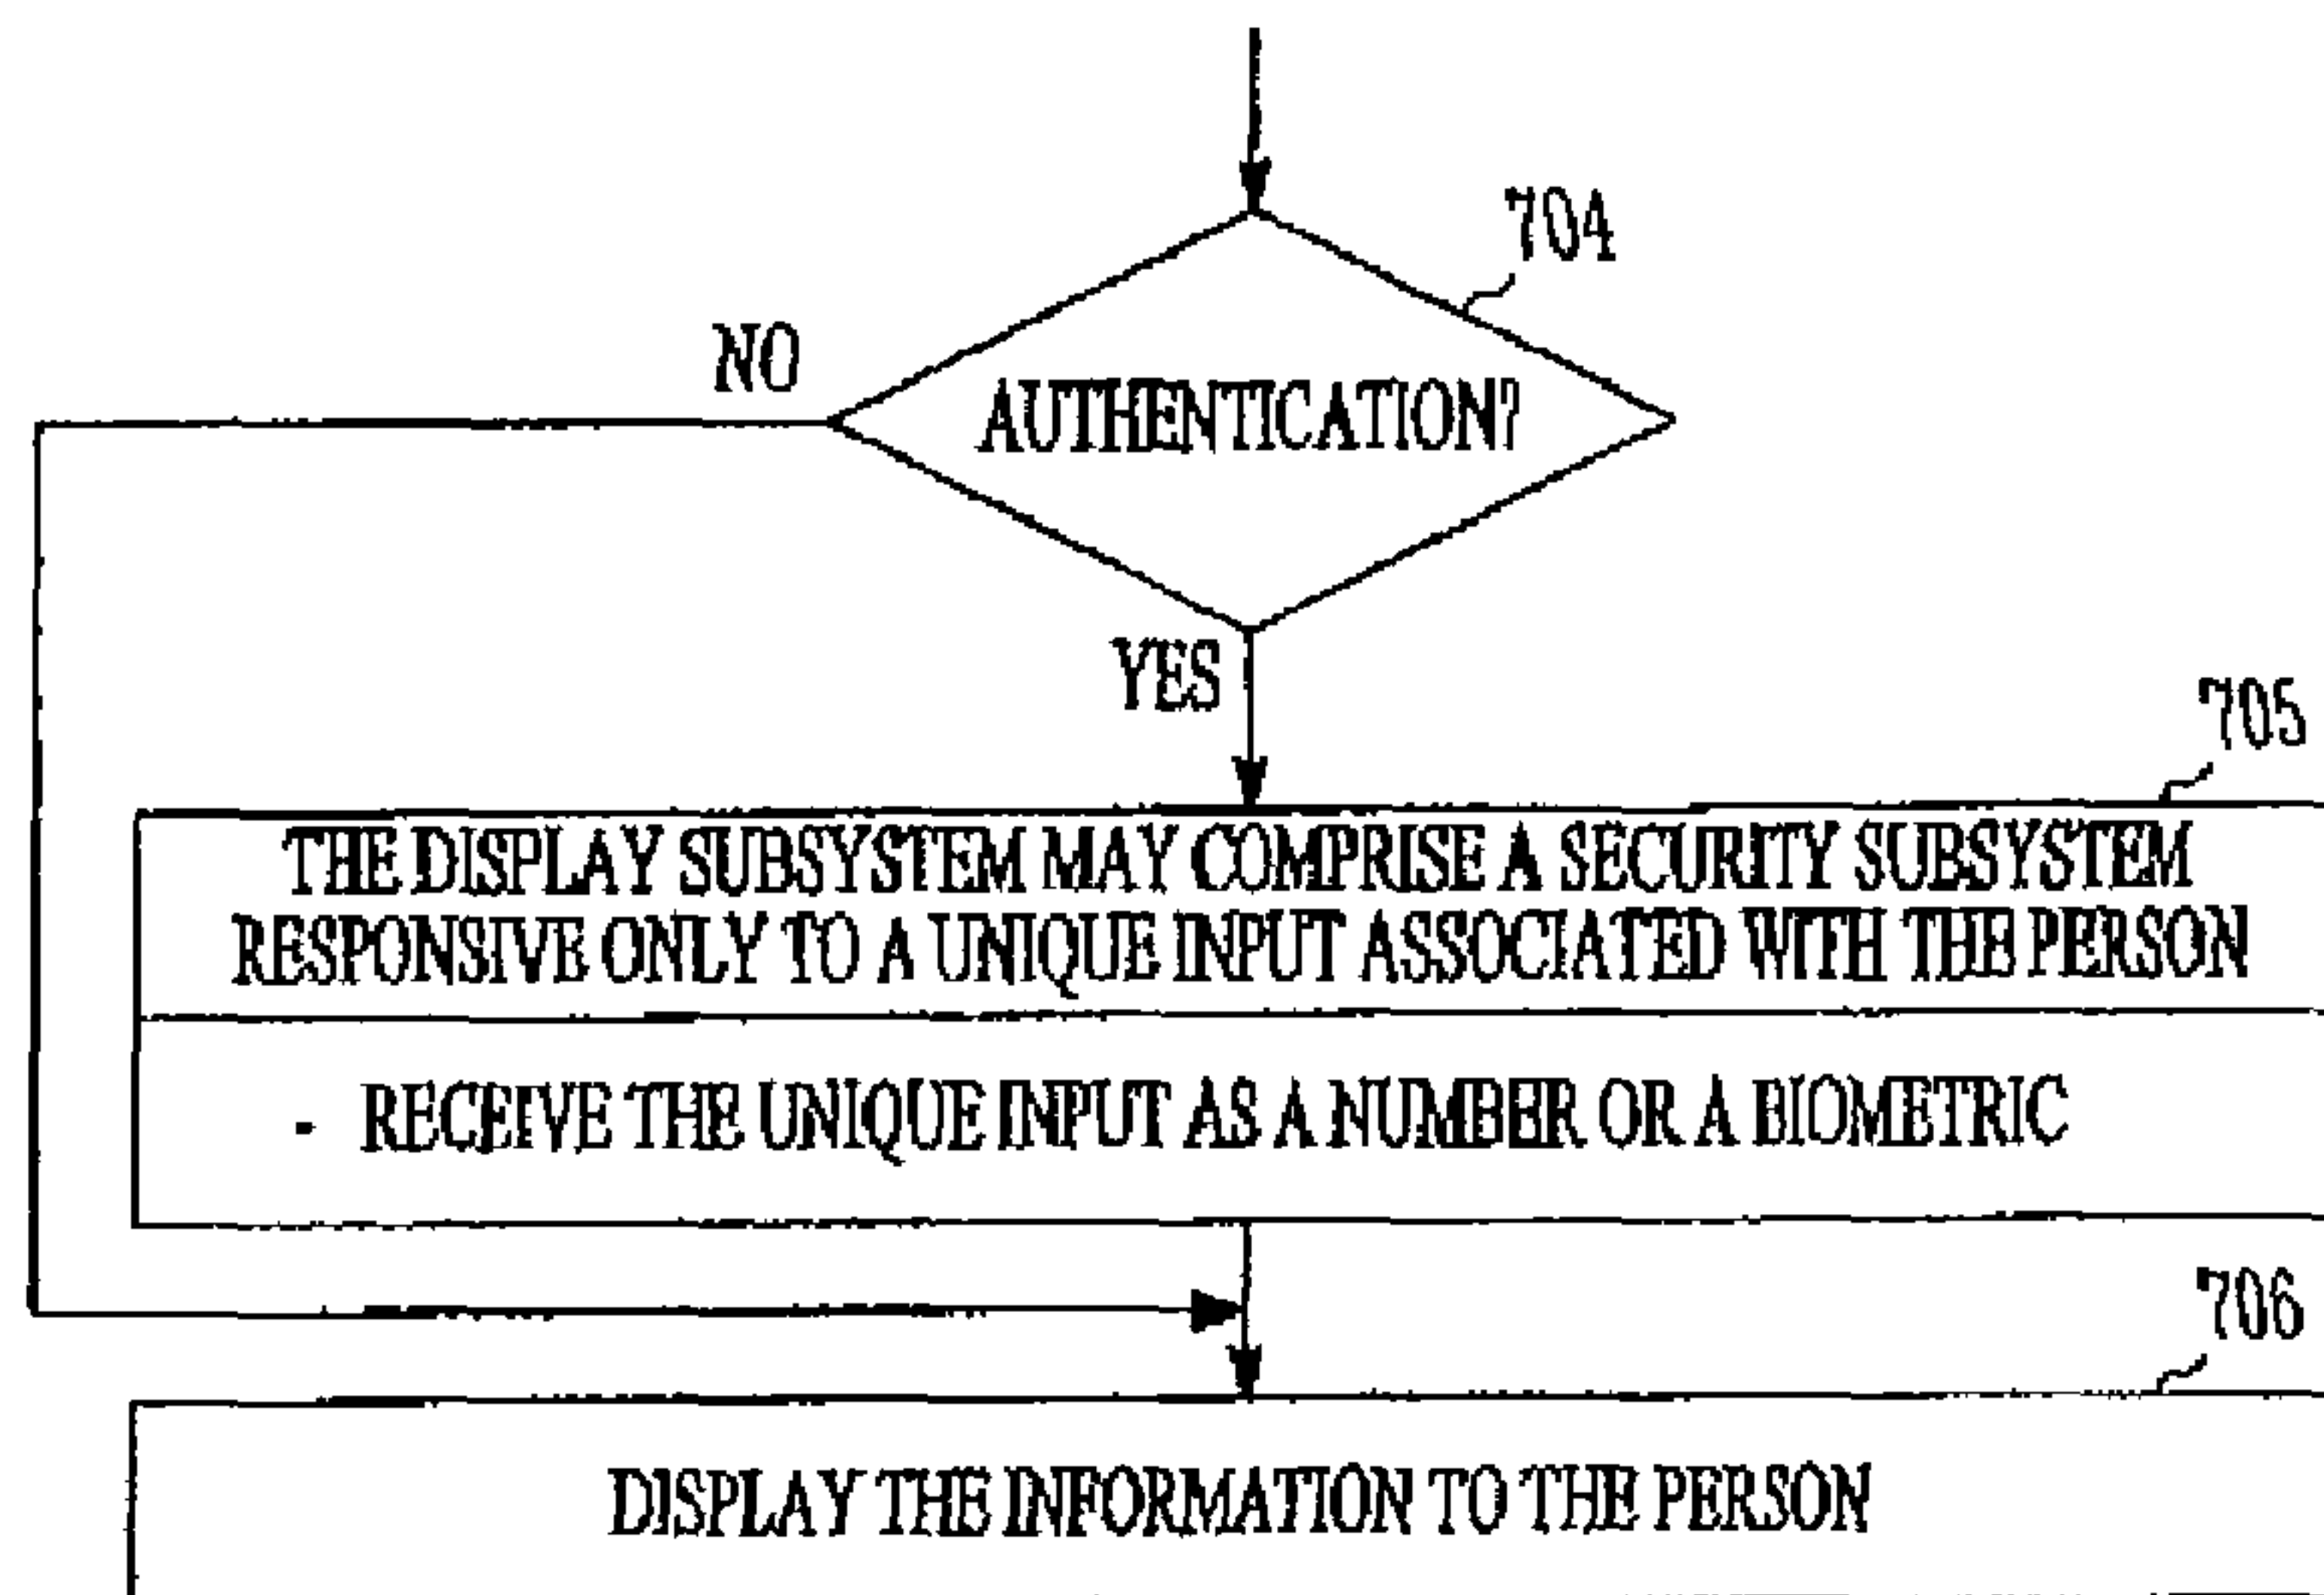 704
NO
AUTHENTICATION?
YES
705
THE DISPLAY SUBSYSTEM MAY COMPRISE A SECURITY SUBSYSTEM
RESPONSIVE ONLY TO A UNIQUE INPUT ASSOCIATED WITH THE PERSON
- RECEIVE THE UNIQUE INPUT AS A NUMBER OR A BIOMETRIC
706
DISPLAY THE INFORMATION TO THE PERSON